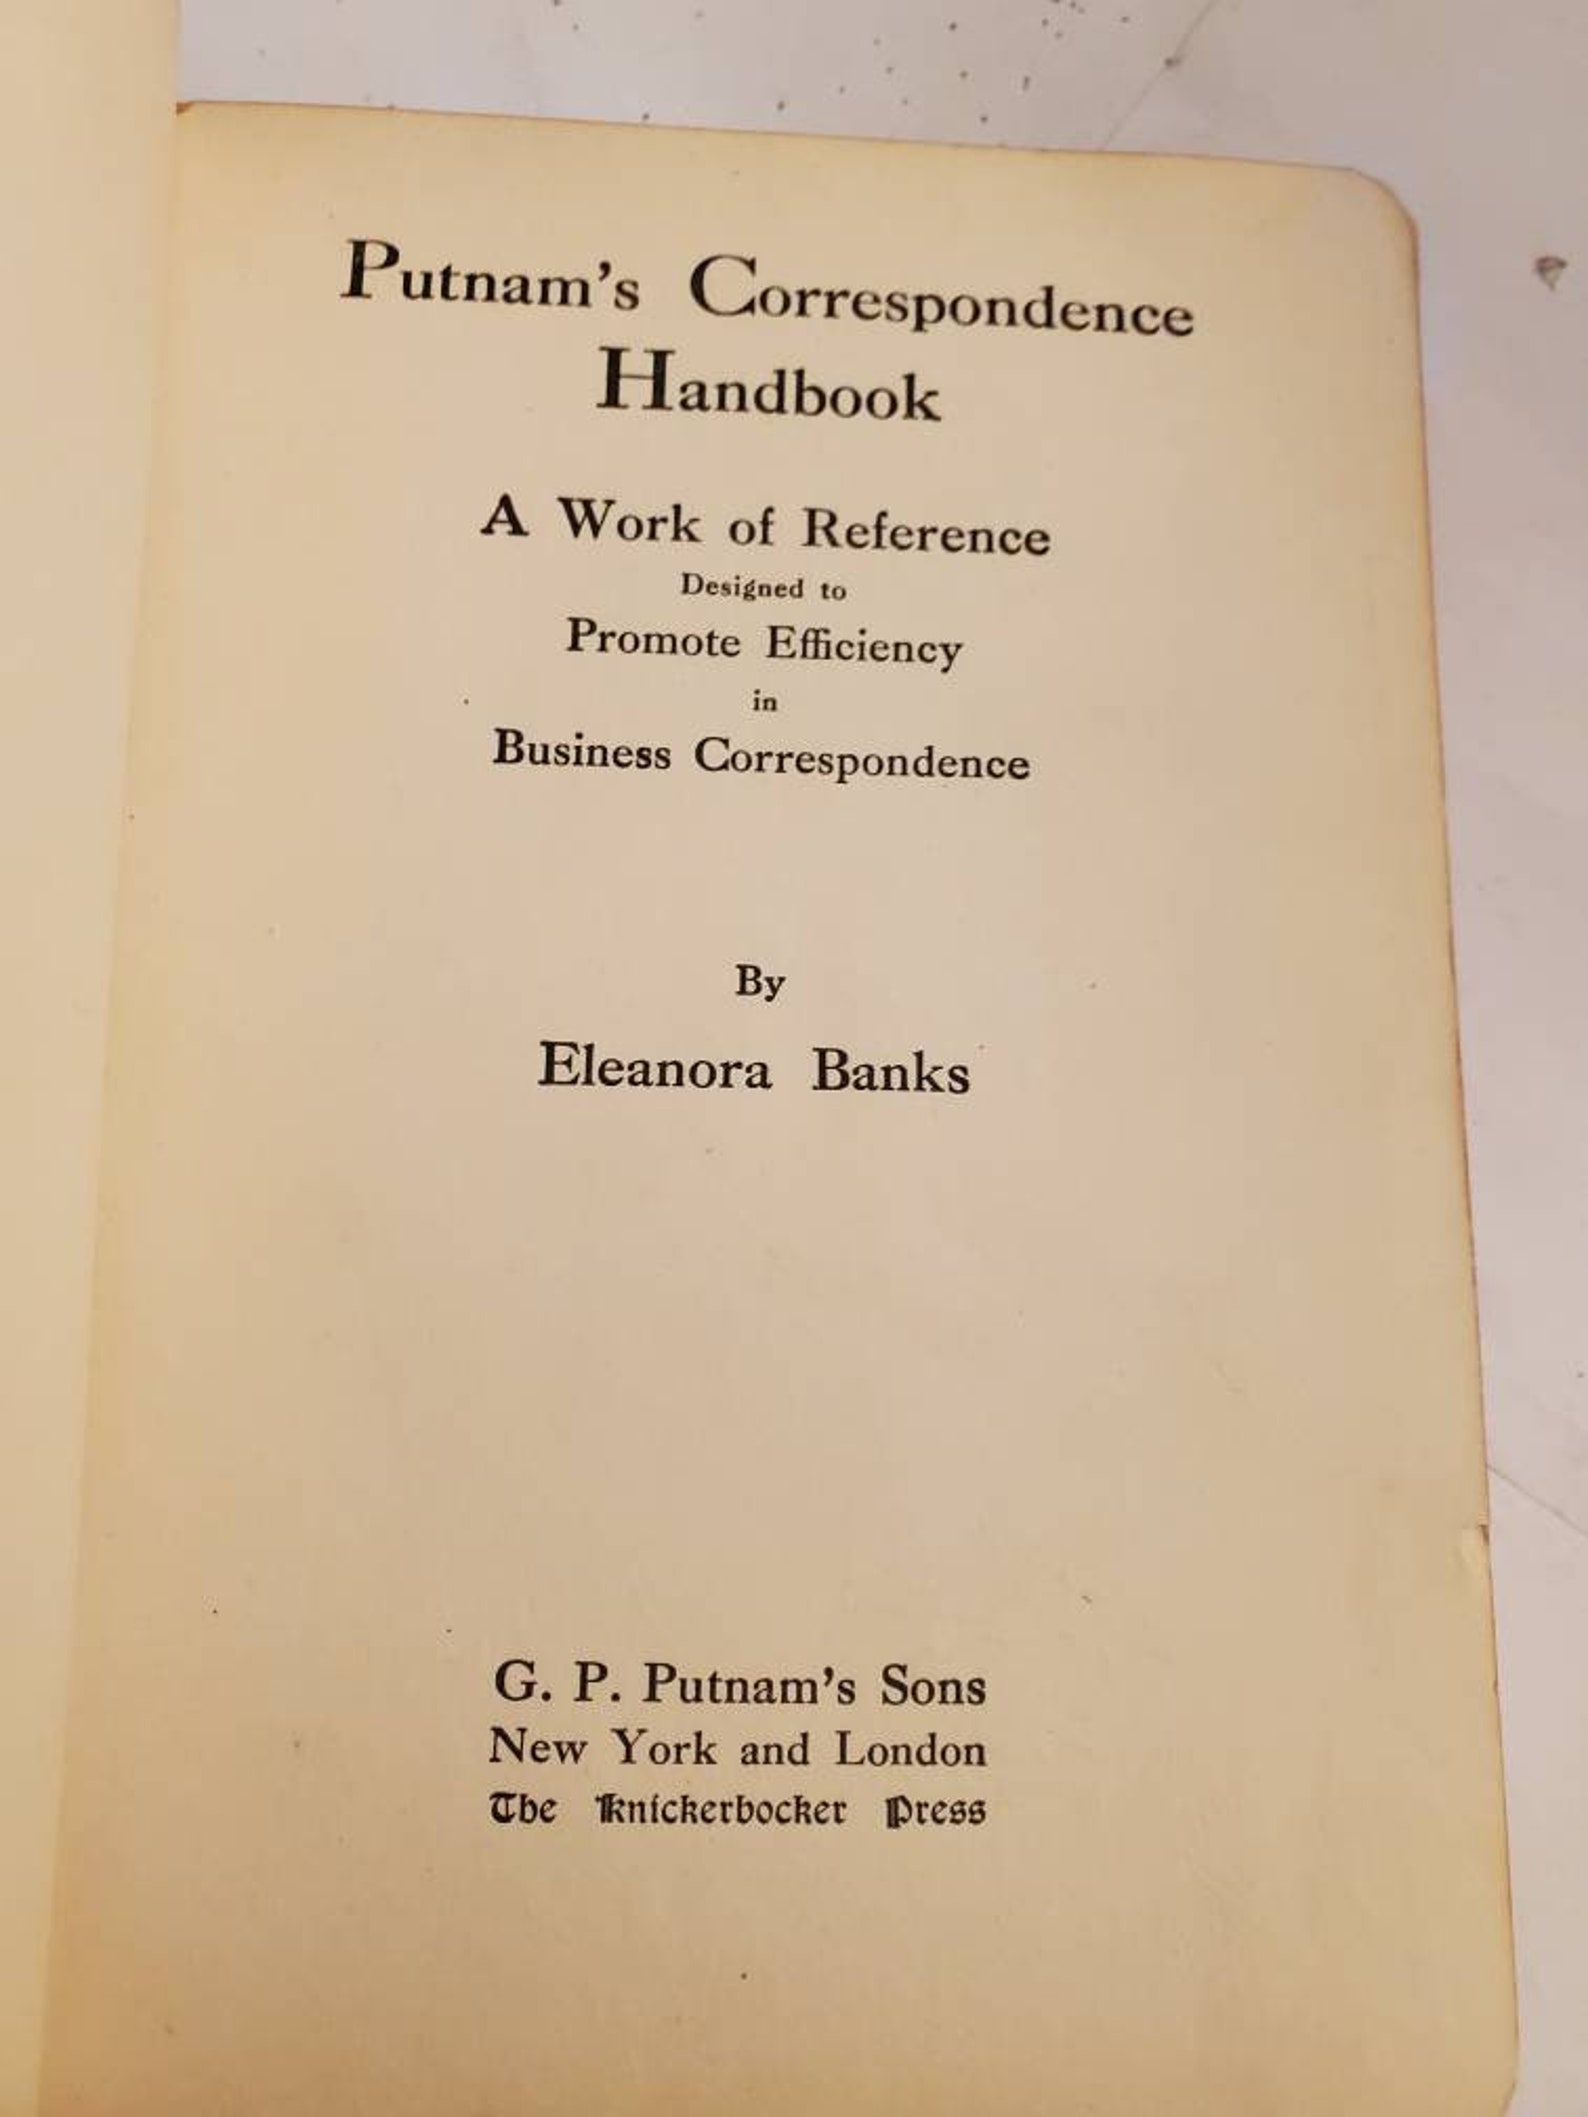 Putnam's Correspondence
Handbook
A Work of Reference
Designed to
Promote Efficiency
in
Business Correspondence
By
Eleanora Banks
G. P. Putnam's Sons
New York and London
The Knickerbocker Press